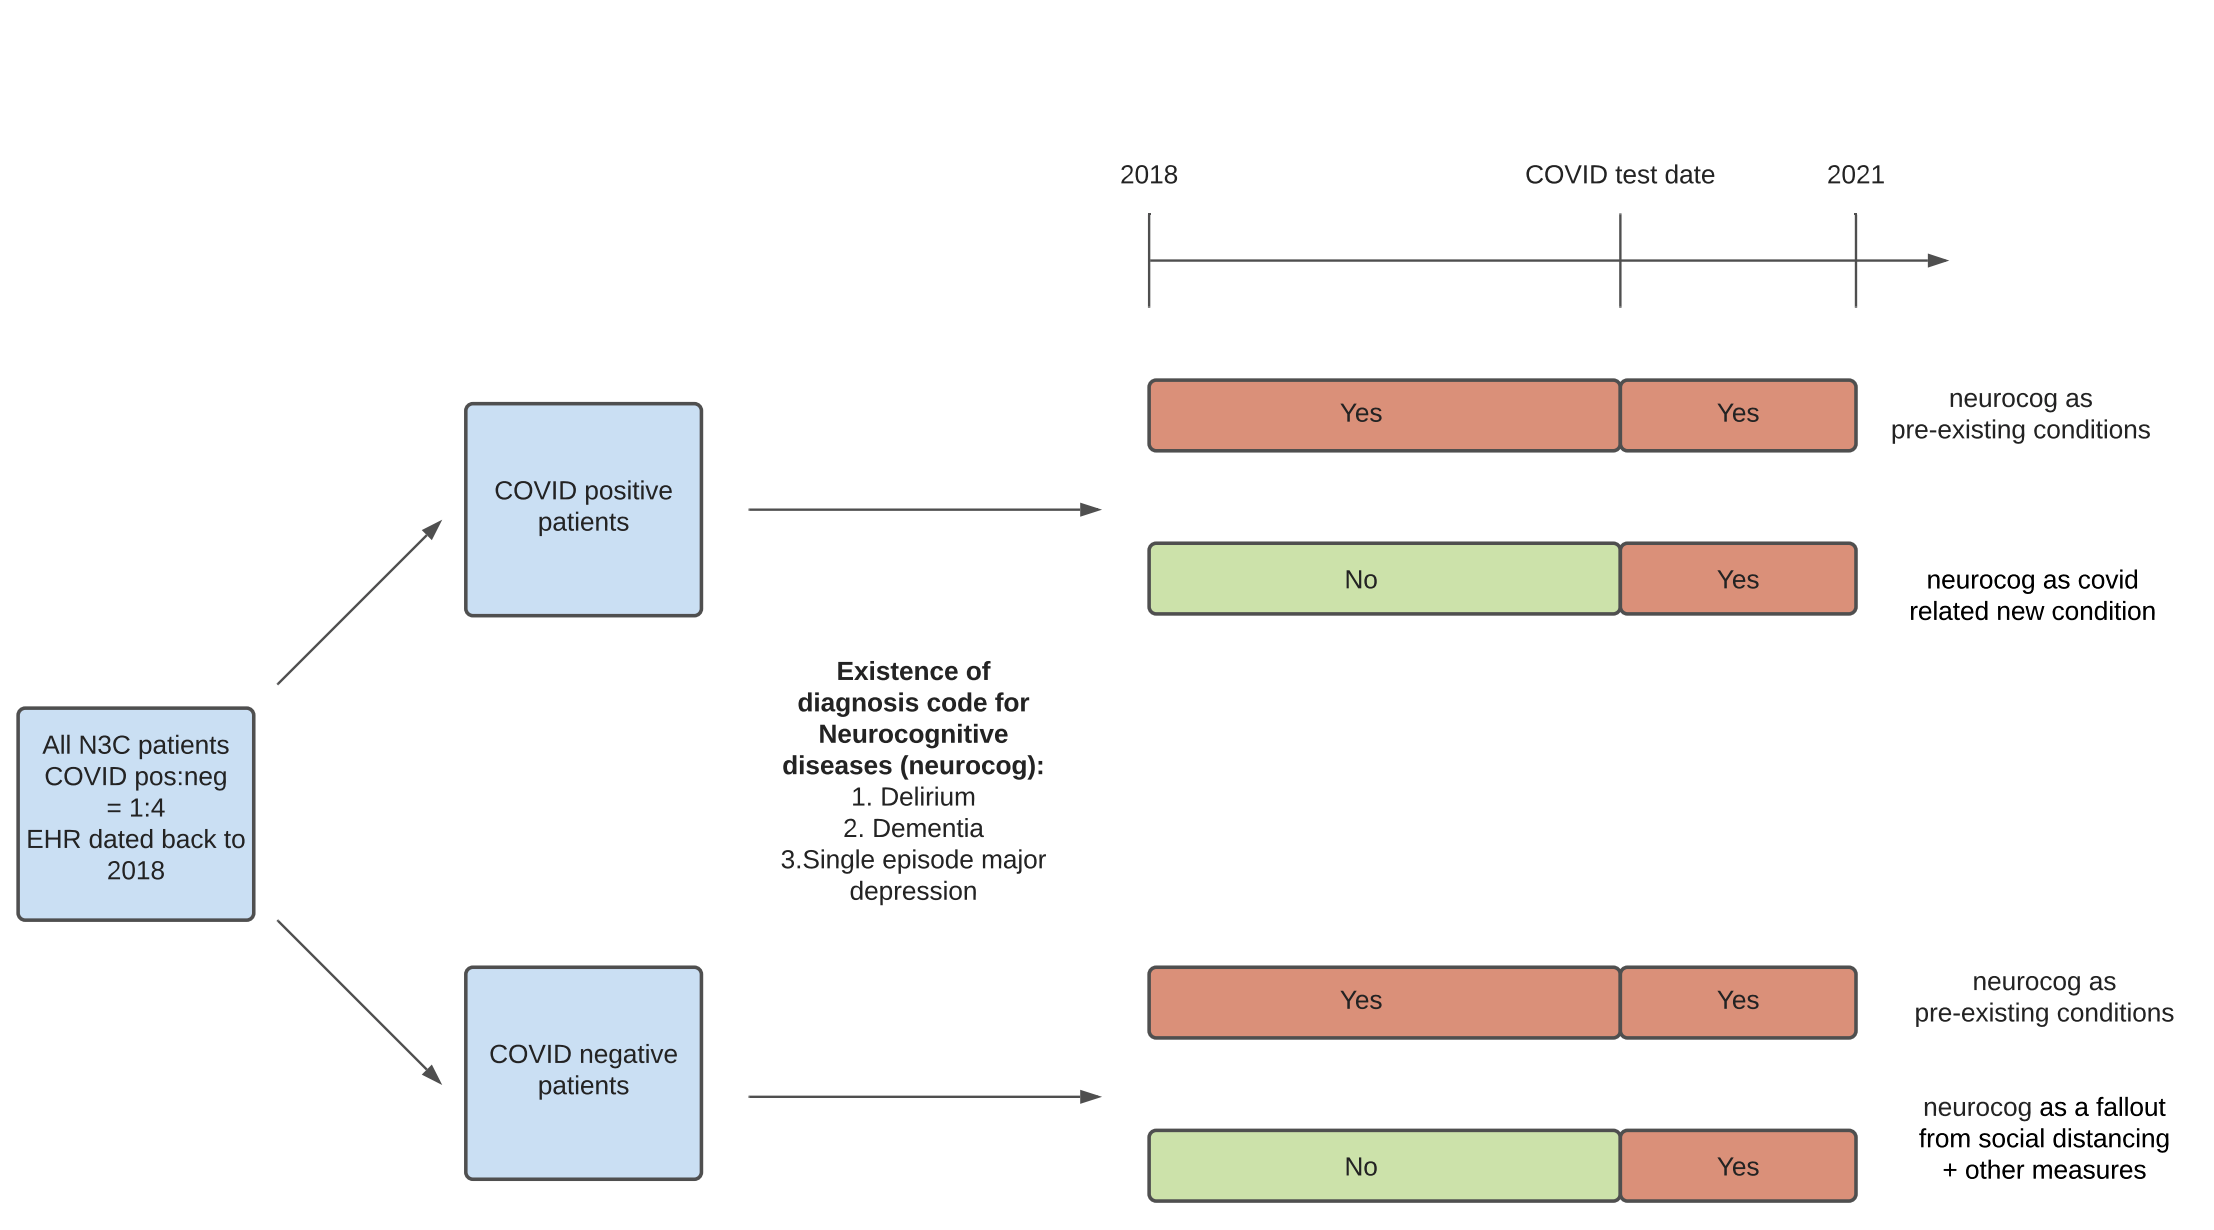 2018
COVID test date
2021
Yes
Yes
neurocog as
pre-existing conditions
COVID positive
patients
No
Yes
neurocog as covid
related new condition
Existence of
diagnosis code for
Neurocognitive
diseases (neurocog):
1. Delirium
2. Dementia
3.Single episode major
depression
All N3C patients
COVID pos:neg
= 1:4
EHR dated back to
2018
Yes
Yes
neurocog as
pre-existing conditions
COVID negative
patients
No
Yes
neurocog as a fallout
from social distancing
+ other measures